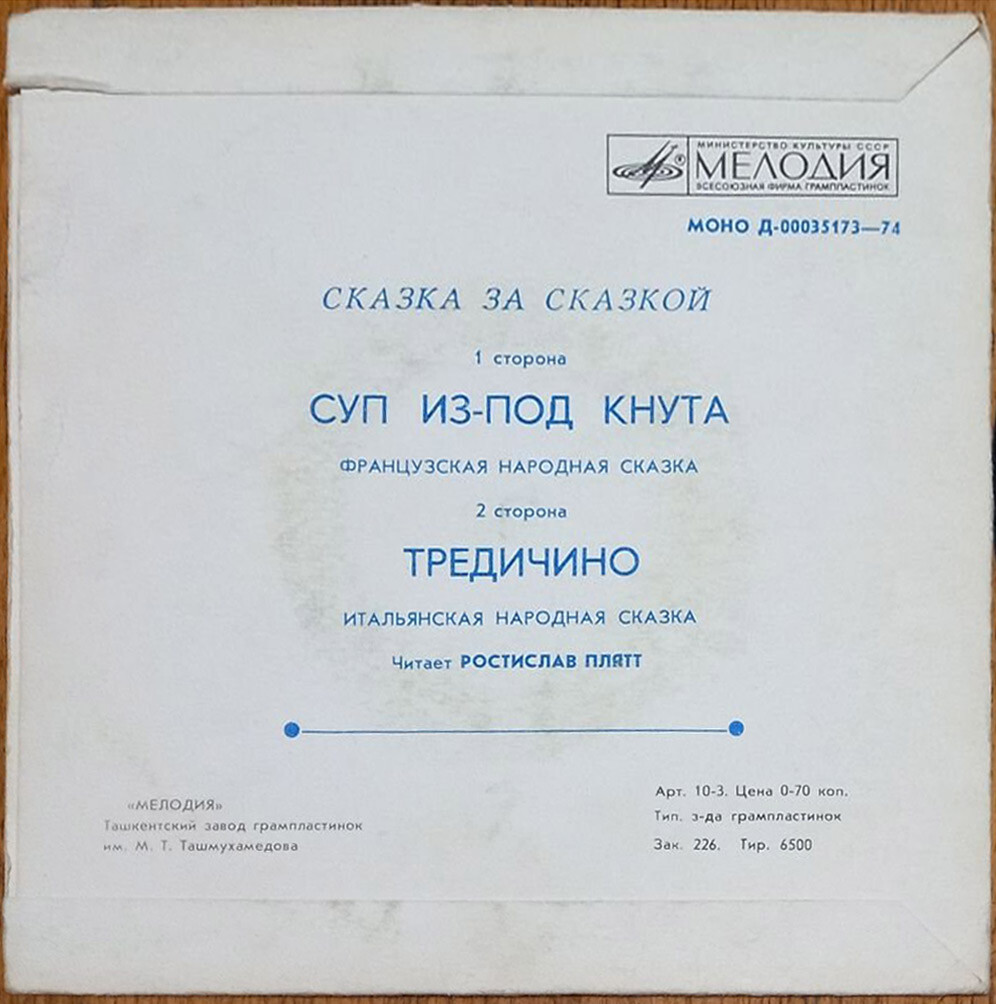 МИНИСТЕРСТВО КУЛЬТУРЫ СССР
МЕЛОДИЯ
ВСЕСОЮЗНАЯ ФИРМА ГРАМПЛАСТИНОК
МОНО Д-00035173—74
СКАЗКА ЗА СКАЗКОЙ
1 сторона
СУП ИЗ-ПОД КНУТА
ФРАНЦУЗСКАЯ НАРОДНАЯ СКАЗКА
2 сторона
ТРЕДИЧИНО
ИТАЛЬЯНСКАЯ НАРОДНАЯ СКАЗКА
Читает РОСТИСЛАВ ПЛЯТТ
«МЕЛОДИЯ»
Ташкентский завод грампластинок
им. М. Т. Ташмухамедова
Арт. 10-3. Цена 0-70 коп.
Тип. з-да грампластинок
Зак. 226. Тир. 6500